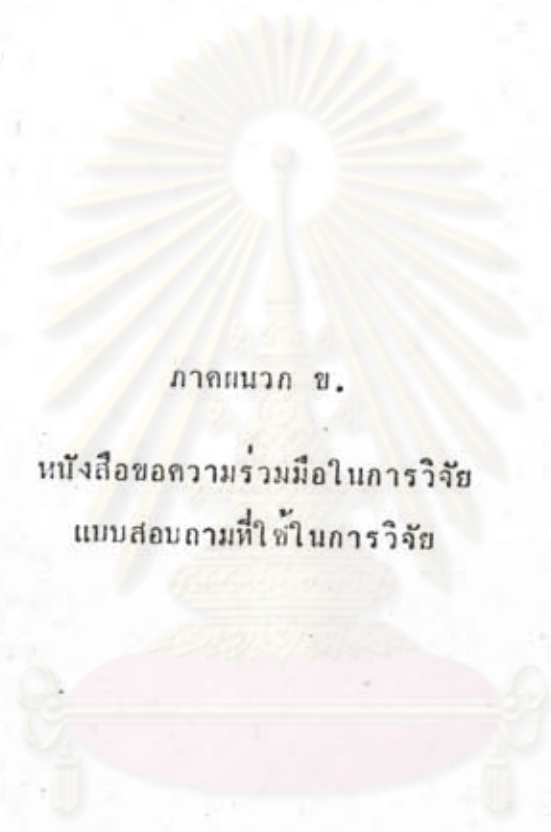 ภาคผนวก ข.
หนังสือขอความร่วมมือในการวิจัย
แบบสอบถามที่ใช้ในการวิจัย